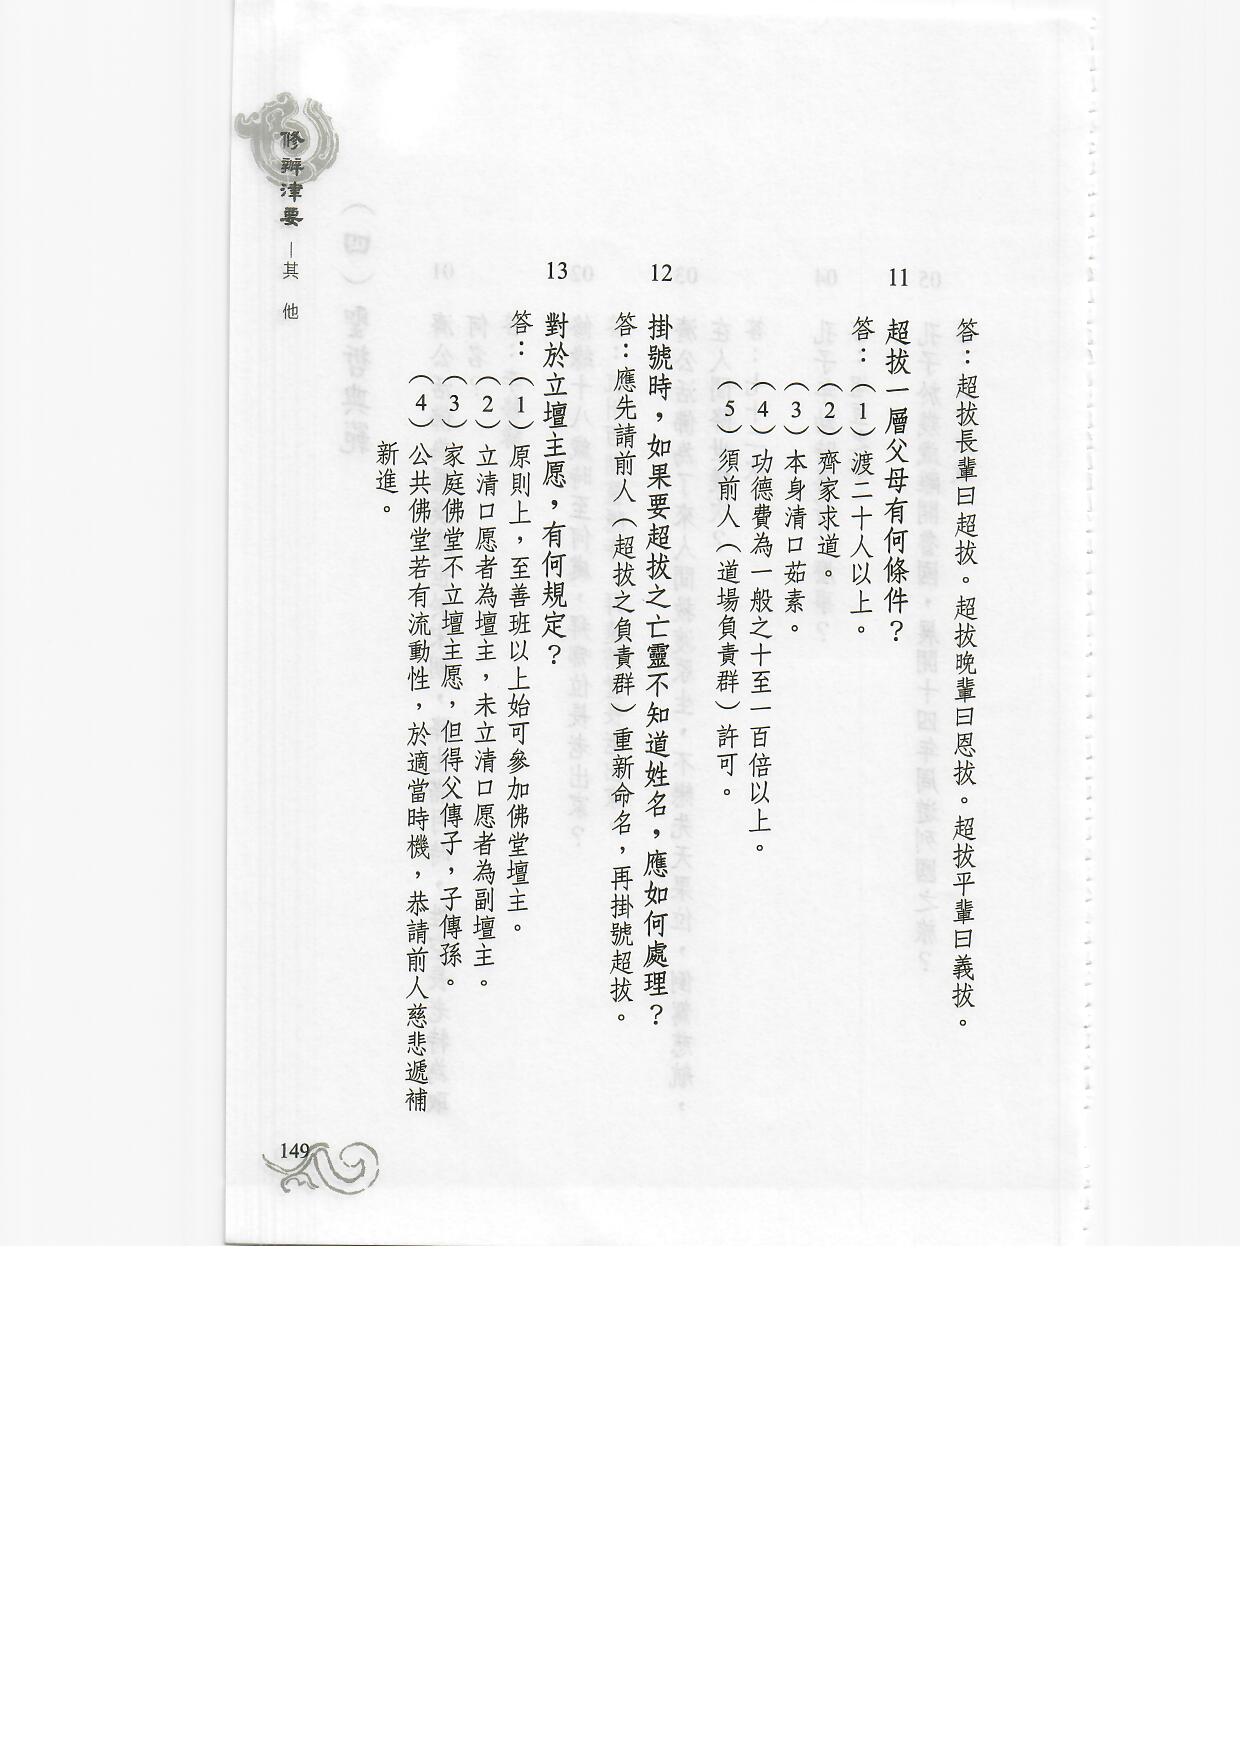 答：超拔長輩曰超拔。超拔晚輩曰恩拔。超拔平輩曰義拔。
11 超拔一層父母有何條件？
答：（1）渡二十人以上。
（2）齊家求道。
（3）本身清口茹素。
（4）功德費為一般之十至一百倍以上。
（5）須前人（道場負責群）許可。
12 掛號時，如果要超拔之亡靈不知道姓名，應如何處理？
答：應先請前人（超拔之負責群）重新命名，再掛號超拔。
13 對於立壇主愿，有何規定？
答：（1）原則上，至善班以上始可參加佛堂壇主。
（2）立清口愿者為壇主，未立清口愿者為副壇主。
（3）家庭佛堂不立壇主愿，但得父傳子，子傳孫。
（4）公共佛堂若有流動性，於適當時機，恭請前人慈悲遞補
新進。
修辦津要—其他
149